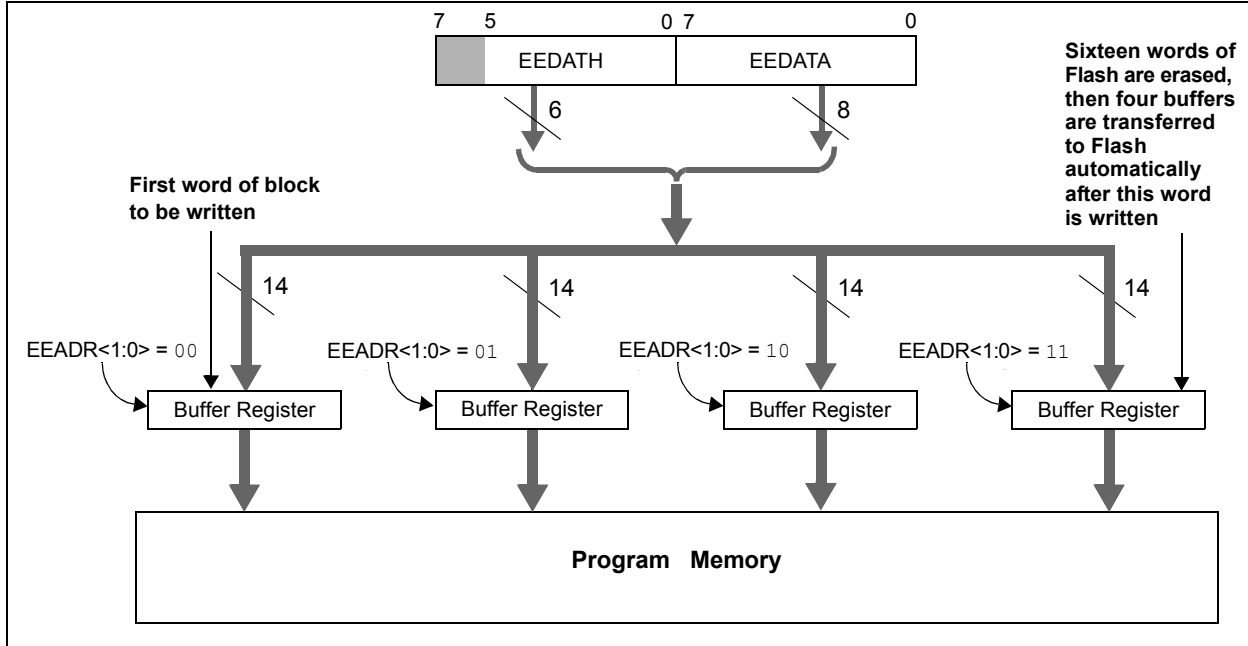 7 5 0 7 0
EEDATH EEDATA
6 8
Sixteen words of
Flash are erased,
then four buffers
are transferred
to Flash
automatically
after this word
is written
First word of block
to be written
14 14 14 14
EEADR<1:0> = 00
EEADR<1:0> = 01
EEADR<1:0> = 10
EEADR<1:0> = 11
Buffer Register
Buffer Register
Buffer Register
Buffer Register
Program Memory